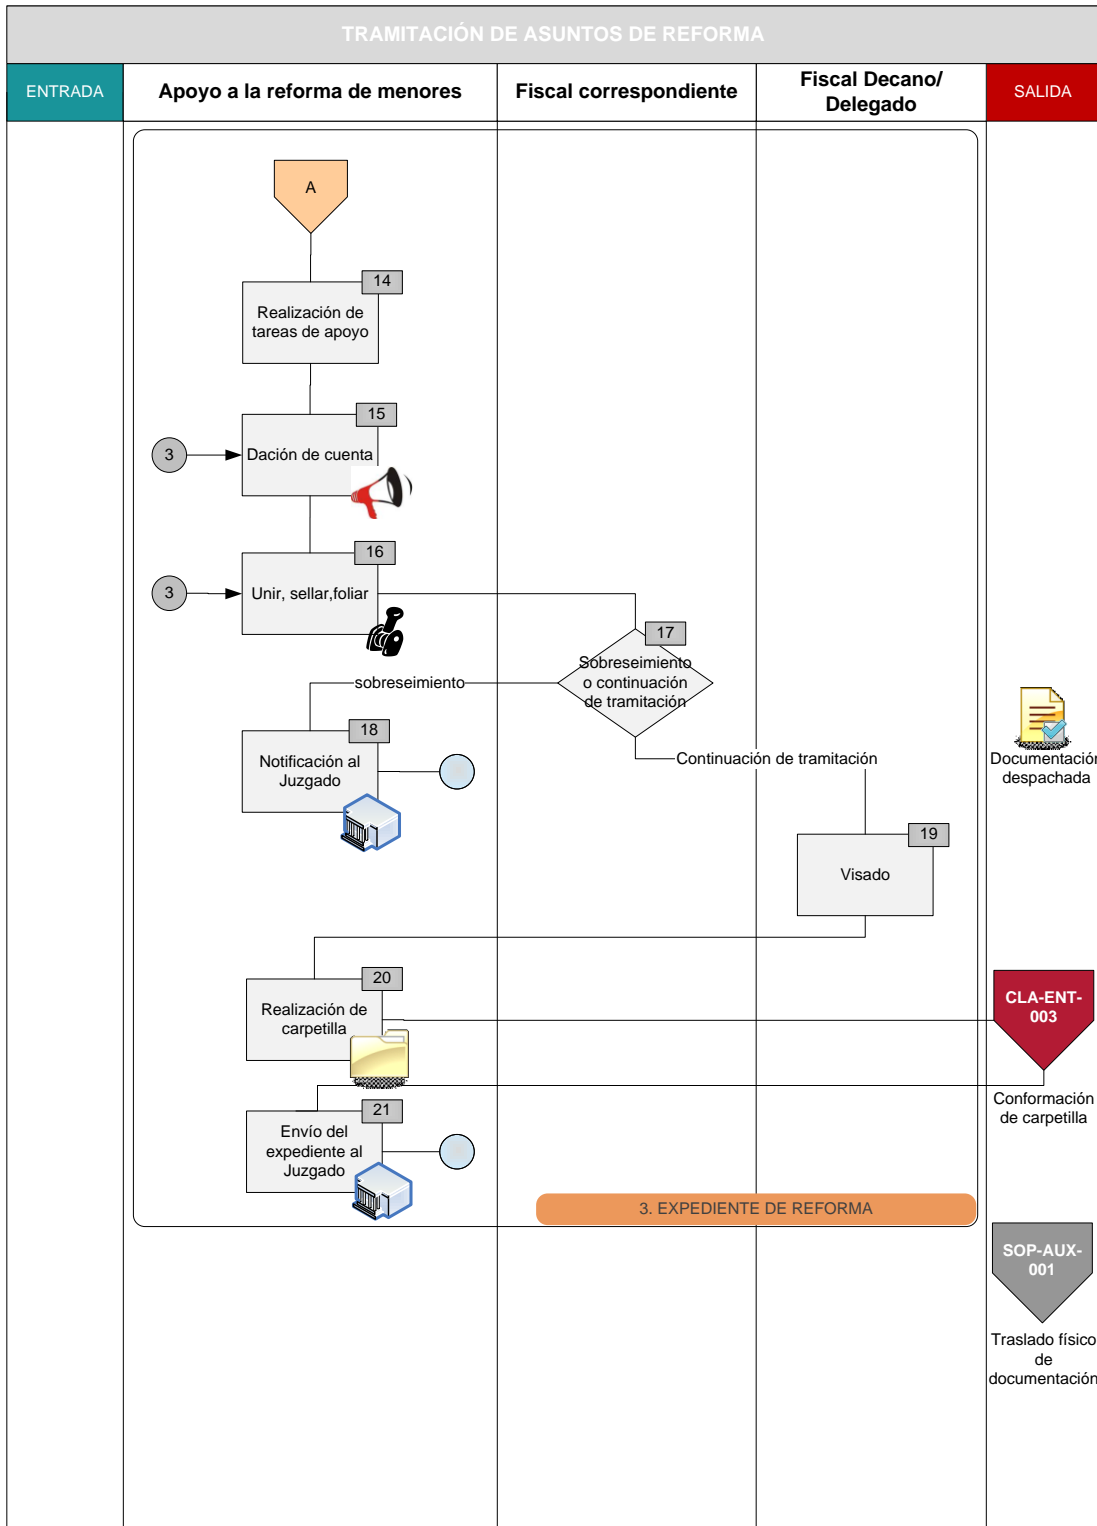 TRAMITACIÓN DE ASUNTOS DE REFORMA
ENTRADA
Apoyo a la reforma de menores
Fiscal correspondiente
Fiscal Decano/
Delegado
SALIDA
A
14
Realización de
tareas de apoyo
15
3
Dación de cuenta
16
3
Unir, sellar,foliar
17
Sobreseimiento
o continuación
de tramitación
sobreseimiento
18
Notificación al
Juzgado
Continuación de tramitación
Documentación
despachada
19
Visado
20
Realización de
carpetilla
CLA-ENT-
003
Conformación
de carpetilla
21
Envío del
expediente al
Juzgado
3. EXPEDIENTE DE REFORMA
SOP-AUX-
001
Traslado físico
de
documentación